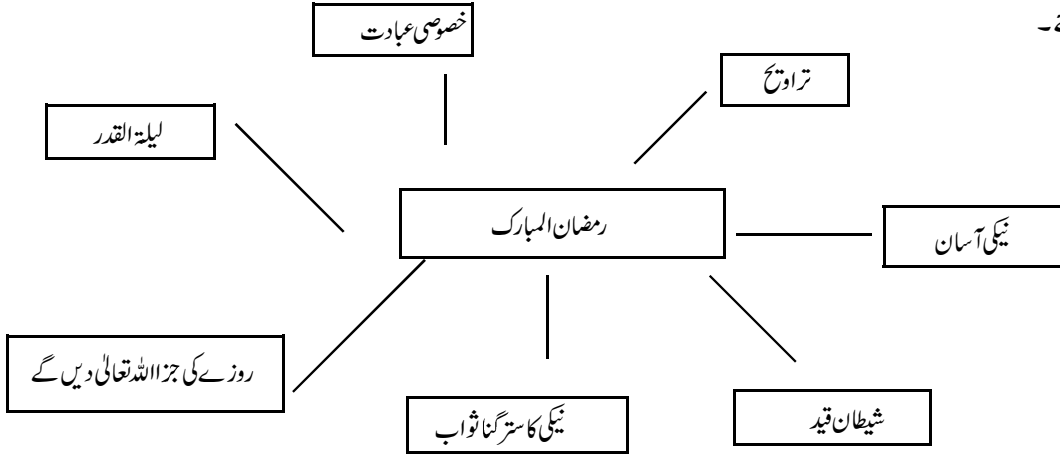 خصوصی عبادت
تراویح
لیلۃ القدر
رمضان المبارک
نیکی آسان
روزے کی جزا اللہ تعالیٰ دیں گے
نیکی کا ستر گنا ثواب
شیطان قید